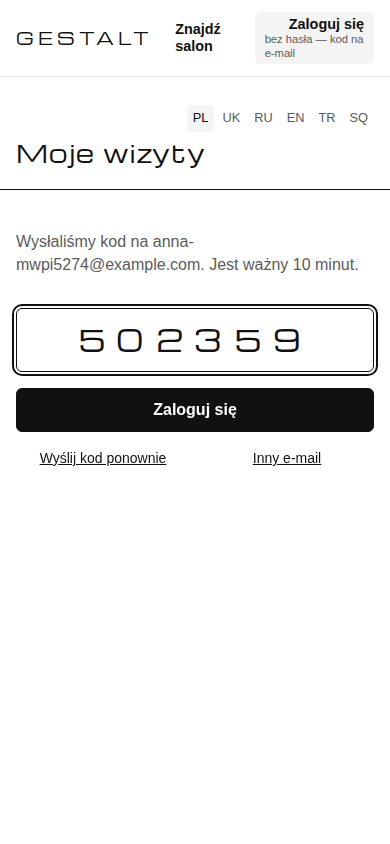 GESTALT
Znajdź
salon
Zaloguj się
bez hasła — kod na
e-mail
PL UK RU EN TR SQ
Moje wizyty
Wysłaliśmy kod na anna-
mwpi5274@example.com. Jest ważny 10 minut.
502359
Zaloguj się
Wyślij kod ponownie Inny e-mail